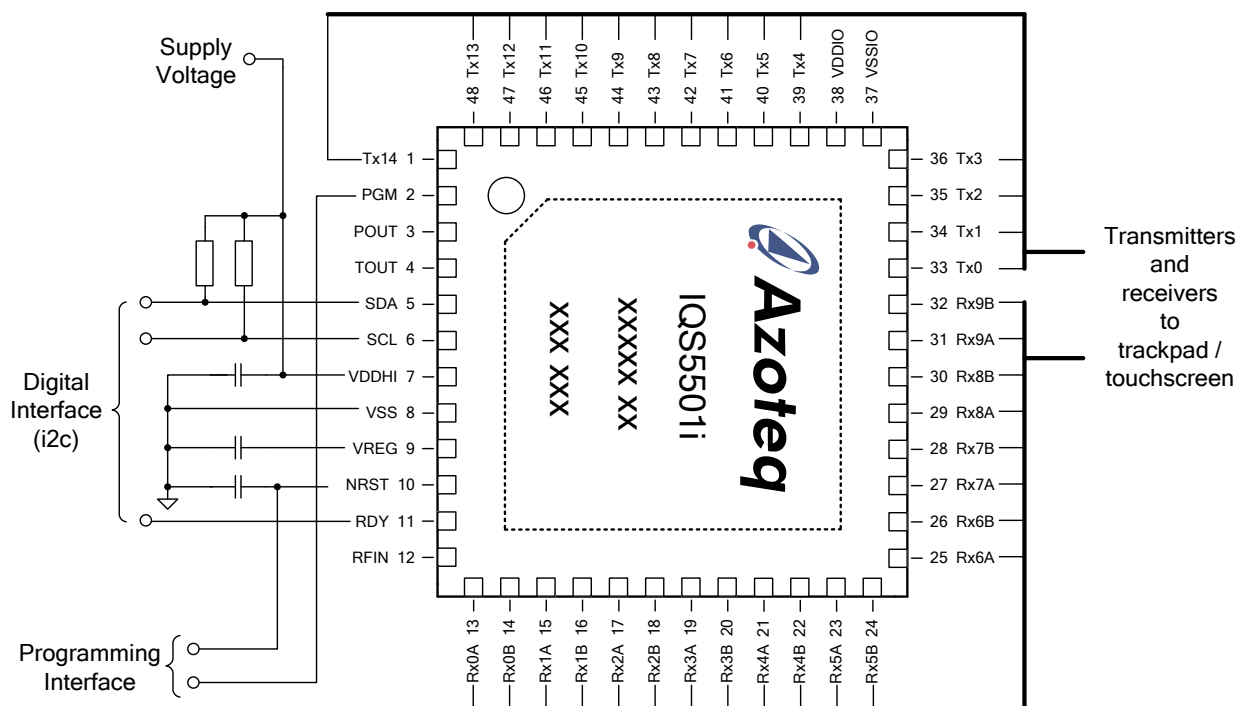 Supply
Voltage
48 Tx13
47 Tx12
46 Tx11
45 Tx10
44 Tx9
43 Tx8
42 Tx7
41 Tx6
40 Tx5
39 Tx4
38 VDDIO
37 VSSIO
Tx14 1
PGM 2
POUT 3
TOUT 4
SDA 5
SCL 6
VDDHI 7
VSS 8
VREG 9
NRST 10
RDY 11
RFIN 12
Digital
Interface
(i2c)
Programming
Interface
Azoteq
IQS5501i
xxxxx xx
xxx xx xx
36 Tx3
35 Tx2
34 Tx1
33 Tx0
32 Rx9B
31 Rx9A
30 Rx8B
29 Rx8A
28 Rx7B
27 Rx7A
26 Rx6B
25 Rx6A
Transmitters
and
receivers
to
trackpad /
touchscreen
Rx0A 13
Rx0B 14
Rx1A 15
Rx1B 16
Rx2A 17
Rx2B 18
Rx3A 19
Rx3B 20
Rx4A 21
Rx4B 22
Rx5A 23
Rx5B 24